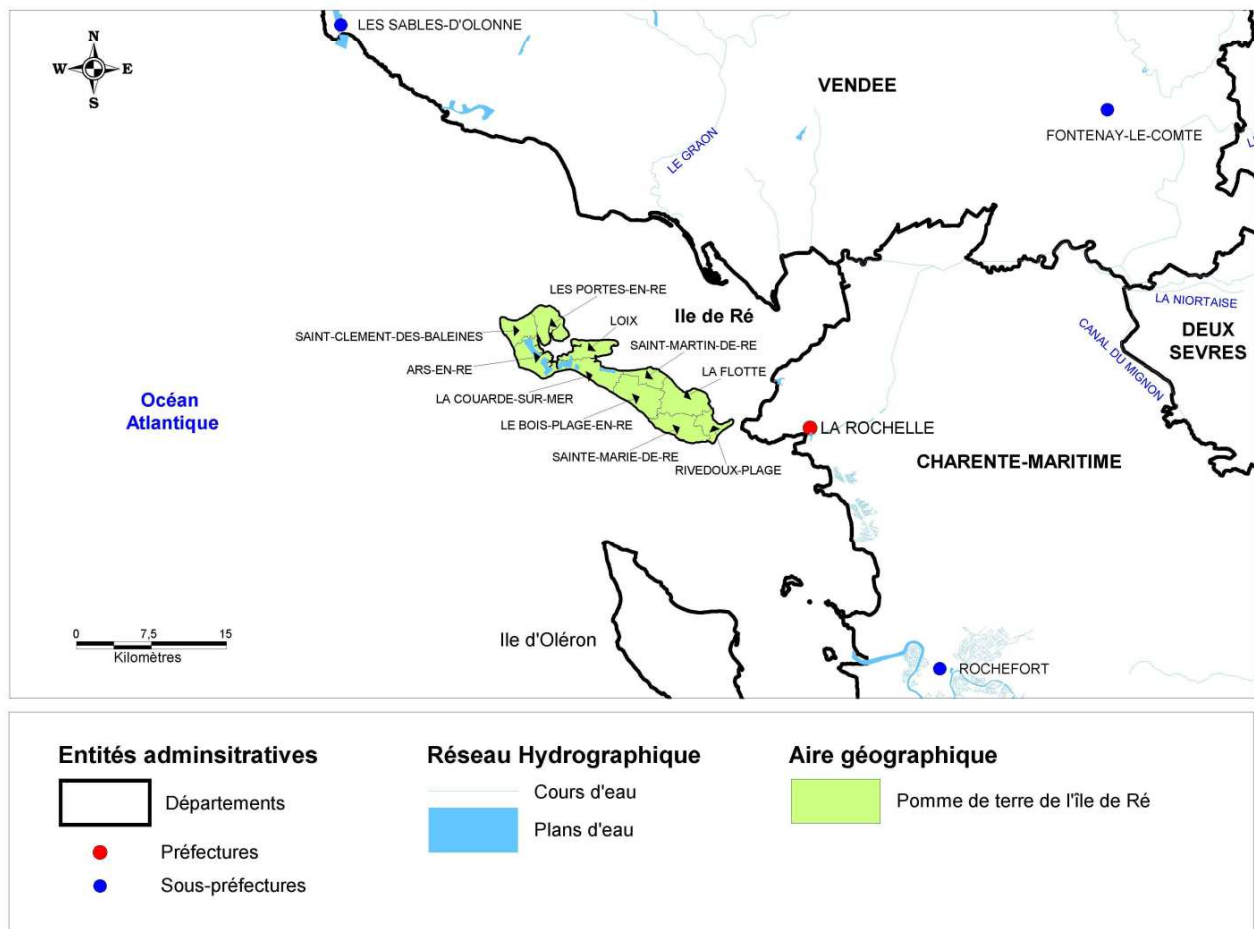 LES SABLES-D'OLONNE
N
W
E
S
VENDEE
FONTENAY-LE-COMTE
LE GRAON
LES PORTES-EN-RE
Ile de Ré
LOIX
SAINT-CLEMENT-DES-BALEINES
SAINT-MARTIN-DE-RE
ARS-EN-RE
LA FLOTTE
LA COUARDE-SUR-MER
LE BOIS-PLAGE-EN-RE
SAINTE-MARIE-DE-RE
RIVEDOUX-PLAGE
LA NIORTAISE
CANAL DU MIGNON
DEUX
SEVRES
Océan
Atlantique
LA ROCHELLE
CHARENTE-MARITIME
Ile d'Oléron
0 7,5 15
Kilomètres
ROCHEFORT
Entités adminsitratives
Départements
Préfectures
Sous-préfectures
Réseau Hydrographique
Cours d'eau
Plans d'eau
Aire géographique
Pomme de terre de l'île de Ré